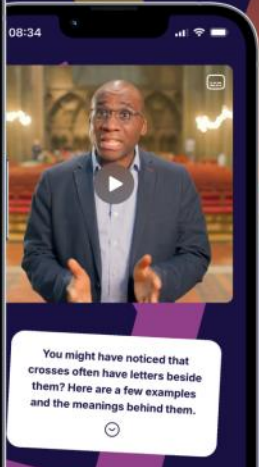 08:34
You might have noticed that
crosses often have letters beside
them? Here are a few examples
and the meanings behind them.